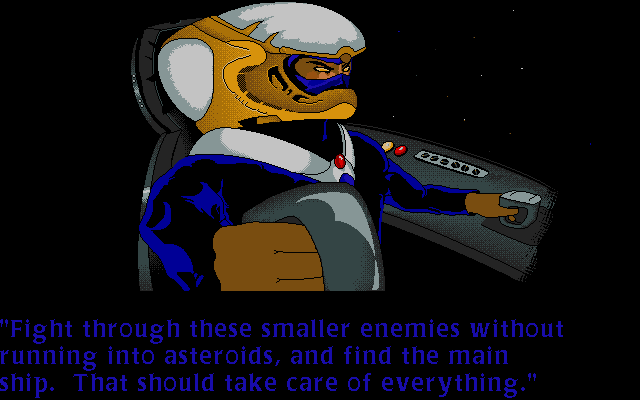 "Fight through these smaller enemies without
running into asteroids, and find the main
ship.  That should take care of everything."